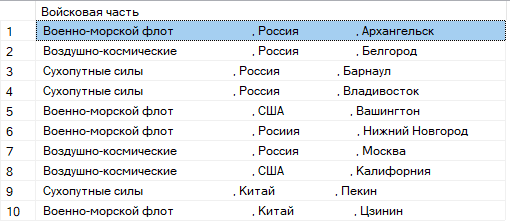 Войсковая часть
1 Военно-морской флот , Россия , Архангельск
2 Воздушно-космические , Россия , Белгород
3 Сухопутные силы , Россия , Барнаул
4 Сухопутные силы , Россия , Владивосток
5 Военно-морской флот , США , Вашингтон
6 Военно-морской флот , Росиия , Нижний Новгород
7 Воздушно-космические , Россия , Москва
8 Воздушно-космические , США , Калифорния
9 Сухопутные силы , Китай , Пекин
10 Военно-морской флот , Китай , Цзинин